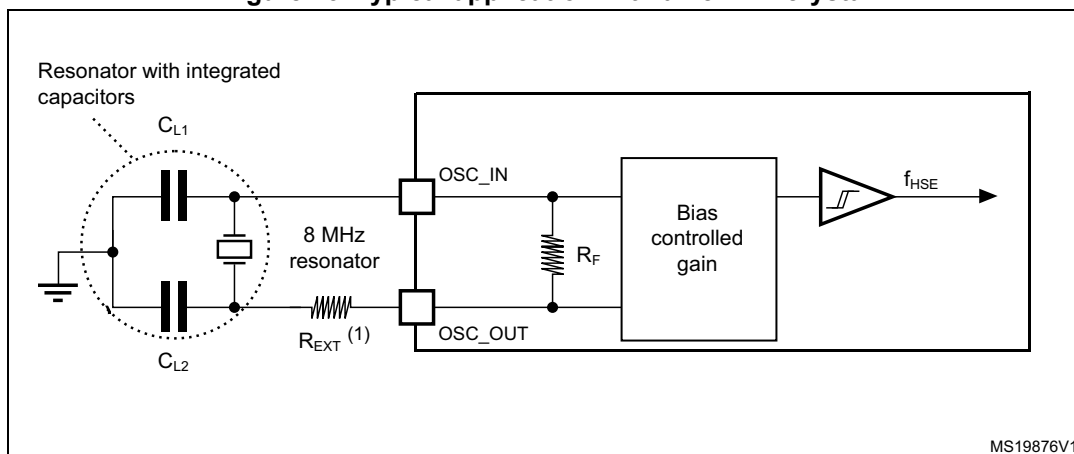 Resonator with integrated
capacitors
CL1
OSC_IN
fHSE
8 MHz
resonator
RF
Bias
controlled
gain
REXT (1)
OSC_OUT
CL2
MS19876V1